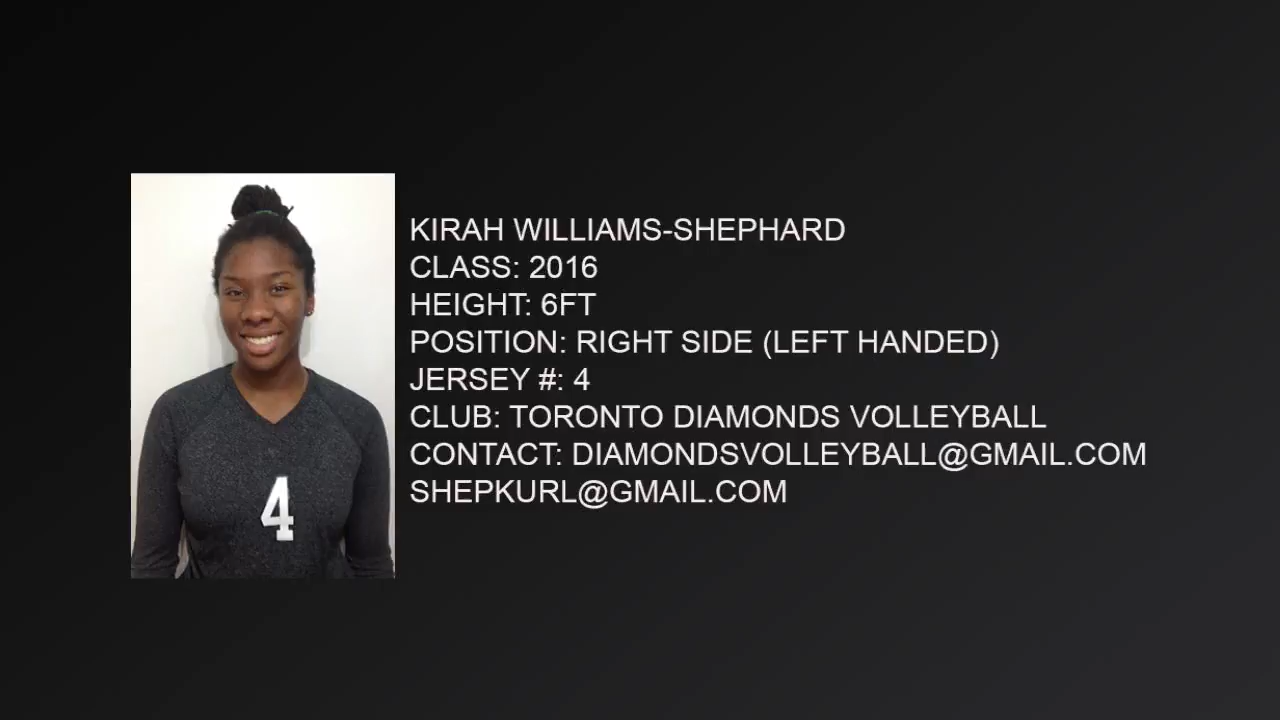 KIRAH WILLIAMS-SHEPHARD
CLASS: 2016
HEIGHT: 6FT
POSITION: RIGHT SIDE (LEFT HANDED)
JERSEY #: 4
CLUB: TORONTO DIAMONDS VOLLEYBALL
CONTACT: DIAMONDSVOLLEYBALL@GMAIL.COM
SHEPKURL@GMAIL.COM
4